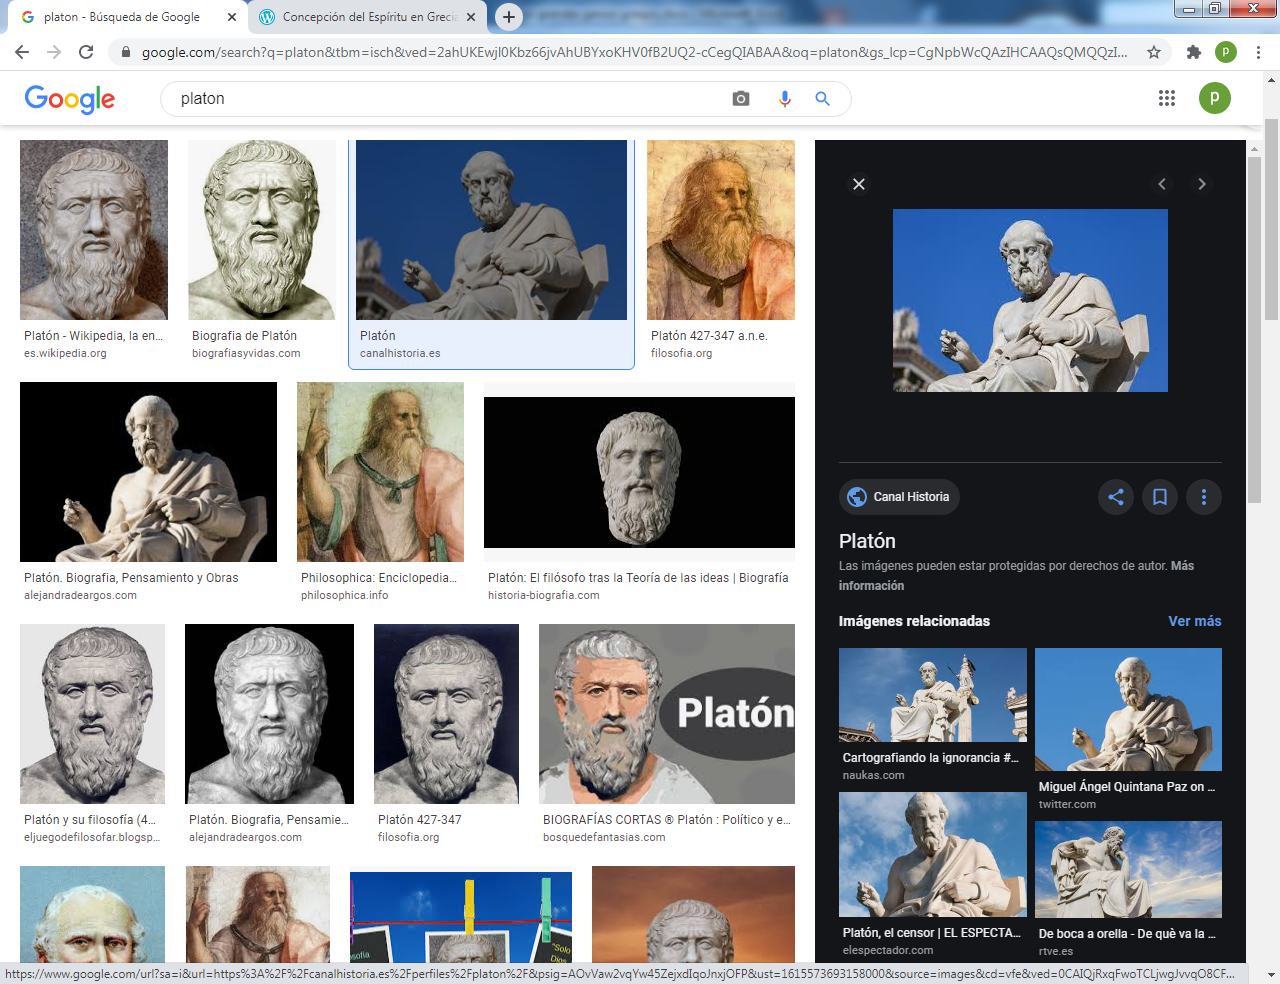 platon - Búsqueda de Google
Concepción del Espíritu en Grecia
google.com/search?q=platon&tbm=isch&ved=2ahUKEwjl0Kbz66jvAhUBYxoKHV0fB2UQ2-cCegQIABAA&oq=platon&gs_lcp=CgNpbWcQAzIHCAAQsQMQQzI...
p
Google
platon
p
Platón - Wikipedia, la en...
es.wikipedia.org
Biografia de Platón
biografiasyvidas.com
Platón
canalhistoria.es
Platón 427-347 a.n.e.
filosofia.org
Platón. Biografia, Pensamiento y Obras
alejandradeargos.com
Philosophica: Enciclopedia...
philosophica.info
Platón: El filósofo tras la Teoría de las ideas | Biografía
historia-biografia.com
Platón
Platón y su filosofía (4...
eljuegodefilosofar.blogsp...
Platón. Biografia, Pensamie...
alejandradeargos.com
Platón 427-347
filosofia.org
BIOGRAFÍAS CORTAS ® Platón : Político y e...
bosquedefantasias.com
osofía
"Solo
Dios
Canal Historia
Platón
Las imágenes pueden estar protegidas por derechos de autor. Más
información
Imágenes relacionadas
Ver más
Cartografiando la ignorancia #...
naukas.com
Miguel Ángel Quintana Paz on ...
twitter.com
Platón, el censor | EL ESPECTA...
elespectador.com
De boca a orella - De què va la ...
rtve.es
https://www.google.com/url?sa=i&url=https%3A%2F%2Fcanalhistoria.es%2Fperfiles%2Fplaton%2F&psig=AOvVaw2vqYw45ZejxdIqoJnxjOFP&ust=1615573693158000&source=images&cd=vfe&ved=0CAIQjRxqFwoTCLjwgJvvqO8CF...